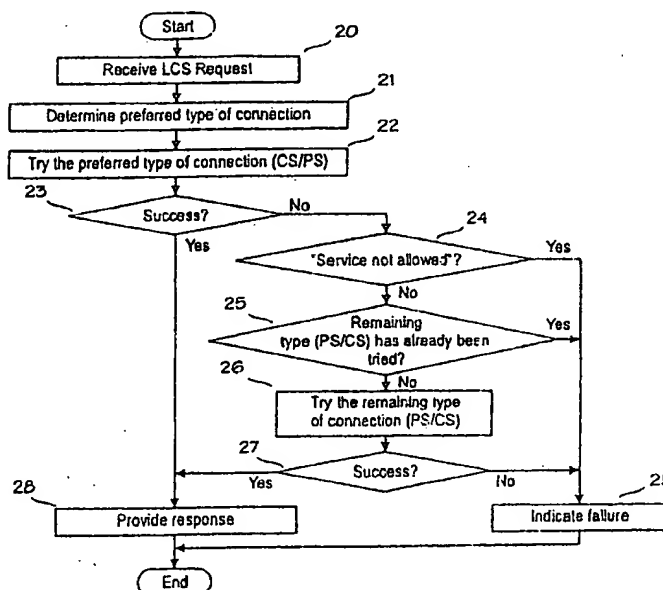 Start
20
Receive LCS Request
21
Determine preferred type of connection
22
Try the preferred type of connection (CS/PS)
23
Success?
No
Yes
24
"Service not allowed"?
Yes
No
25
Remaining
type (PS/CS) has already been
tried?
Yes
No
26
Try the remaining type
of connection (PS/CS)
27
Success?
Yes
No
28
Provide response
Indicate failure
End